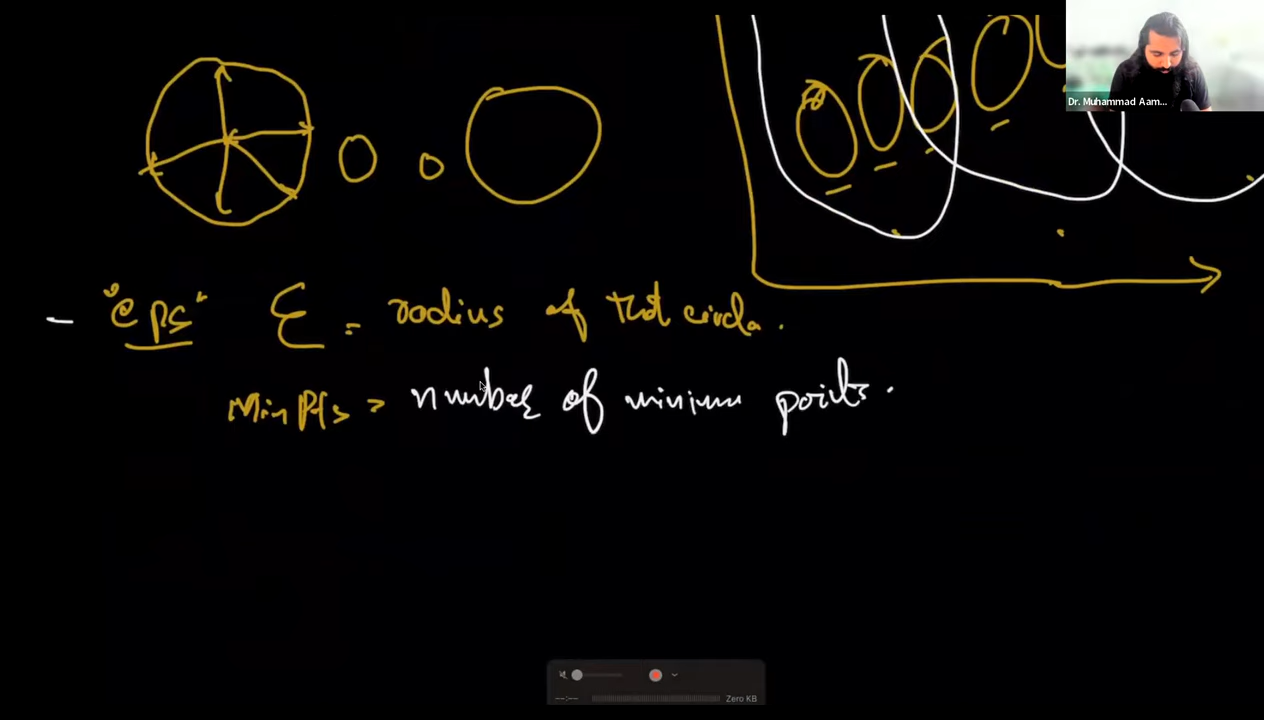 Dr. Muhammad Aam...
- "eps" Ɛ = radius of that circle.
MinPts > number of minimum points.
--:-- Zero KB